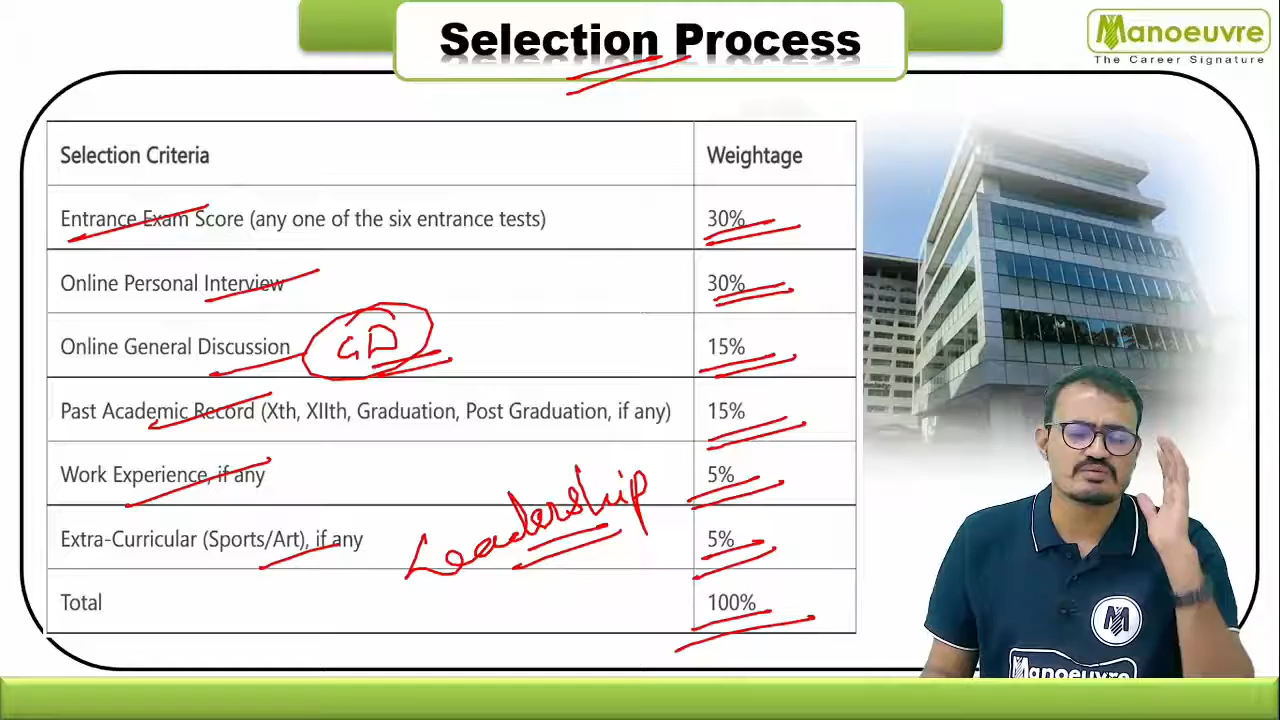 Selection Process
Manoeuvre
The Career Signature
Selection Criteria Weightage
Entrance Exam Score (any one of the six entrance tests) 30%
Online Personal Interview 30%
Online General Discussion GD 15%
Past Academic Record (Xth, XIIth, Graduation, Post Graduation, if any) 15%
Work Experience, if any 5%
Leadership
Extra-Curricular (Sports/Art), if any 5%
Total 100%
M
Manoeuvre